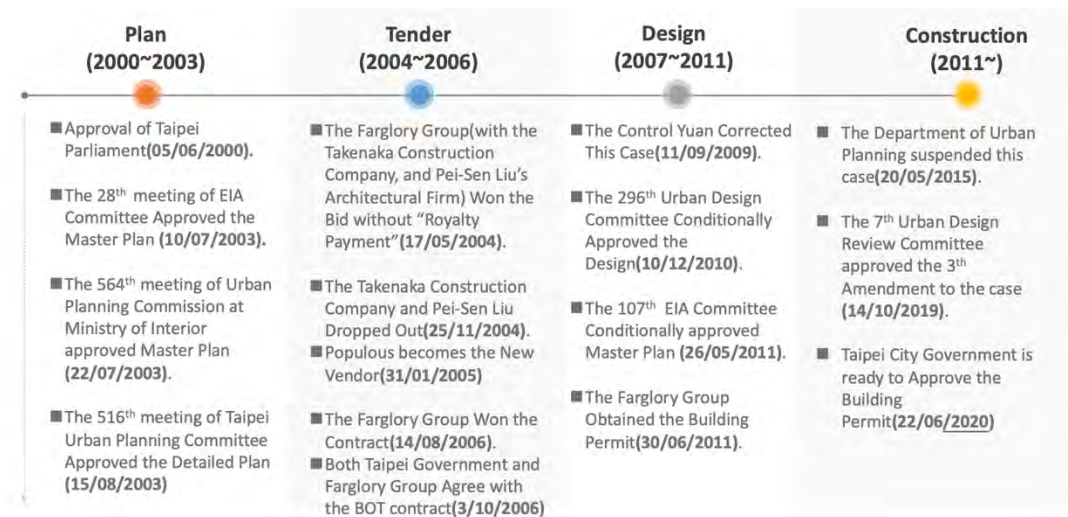 Plan
(2000~2003)
■Approval of Taipei
Parliament(05/06/2000).
■The 28th meeting of EIA
Committee Approved the
Master Plan (10/07/2003).
■The 564th meeting of Urban
Planning Commission at
Ministry of Interior
approved Master Plan
(22/07/2003).
■The 516th meeting of Taipei
Urban Planning Committee
Approved the Detailed Plan
(15/08/2003)
Tender
(2004~2006)
■The Farglory Group(with the
Takenaka Construction
Company, and Pei-Sen Liu's
Architectural Firm) Won the
Bid without "Royalty
Payment"(17/05/2004).
■The Takenaka Construction
Company and Pei-Sen Liu
Dropped Out(25/11/2004).
■Populous becomes the New
Vendor(31/01/2005)
■The Farglory Group Won the
Contract(14/08/2006).
■Both Taipei Government and
Farglory Group Agree with
the BOT contract(3/10/2006)
Design
(2007~2011)
■The Control Yuan Corrected
This Case(11/09/2009).
■The 296th Urban Design
Committee Conditionally
Approved the
Design(10/12/2010).
■The 107th EIA Committee
Conditionally approved
Master Plan (26/05/2011).
■The Farglory Group
Obtained the Building
Permit(30/06/2011).
Construction
(2011~)
■ The Department of Urban
Planning suspended this
case(20/05/2015).
■ The 7th Urban Design
Review Committee
approved the 3th
Amendment to the case
(14/10/2019).
■ Taipei City Government is
ready to Approve the
Building
Permit(22/06/2020)